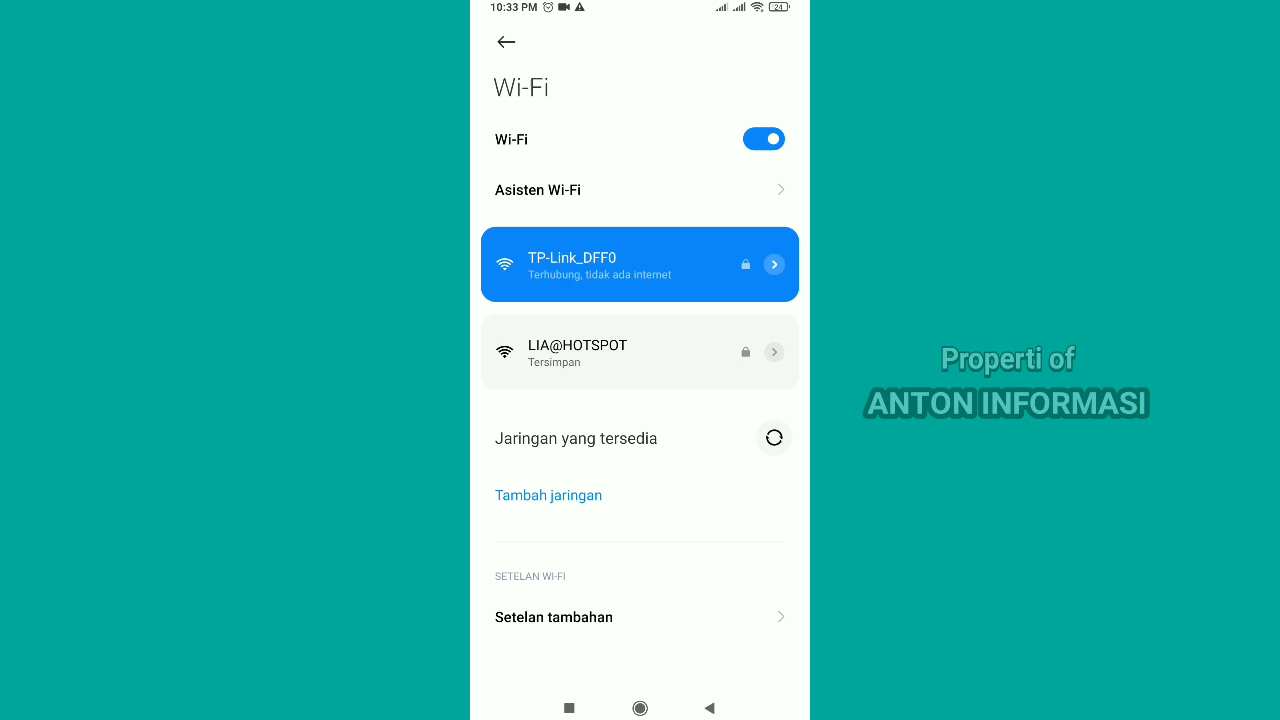 10:33 PM
24
Wi-Fi
Wi-Fi
Asisten Wi-Fi
TP-Link_DFF0
Terhubung, tidak ada internet
LIA@HOTSPOT
Tersimpan
Jaringan yang tersedia
Tambah jaringan
SETELAN WI-FI
Setelan tambahan
Properti of
ANTON INFORMASI